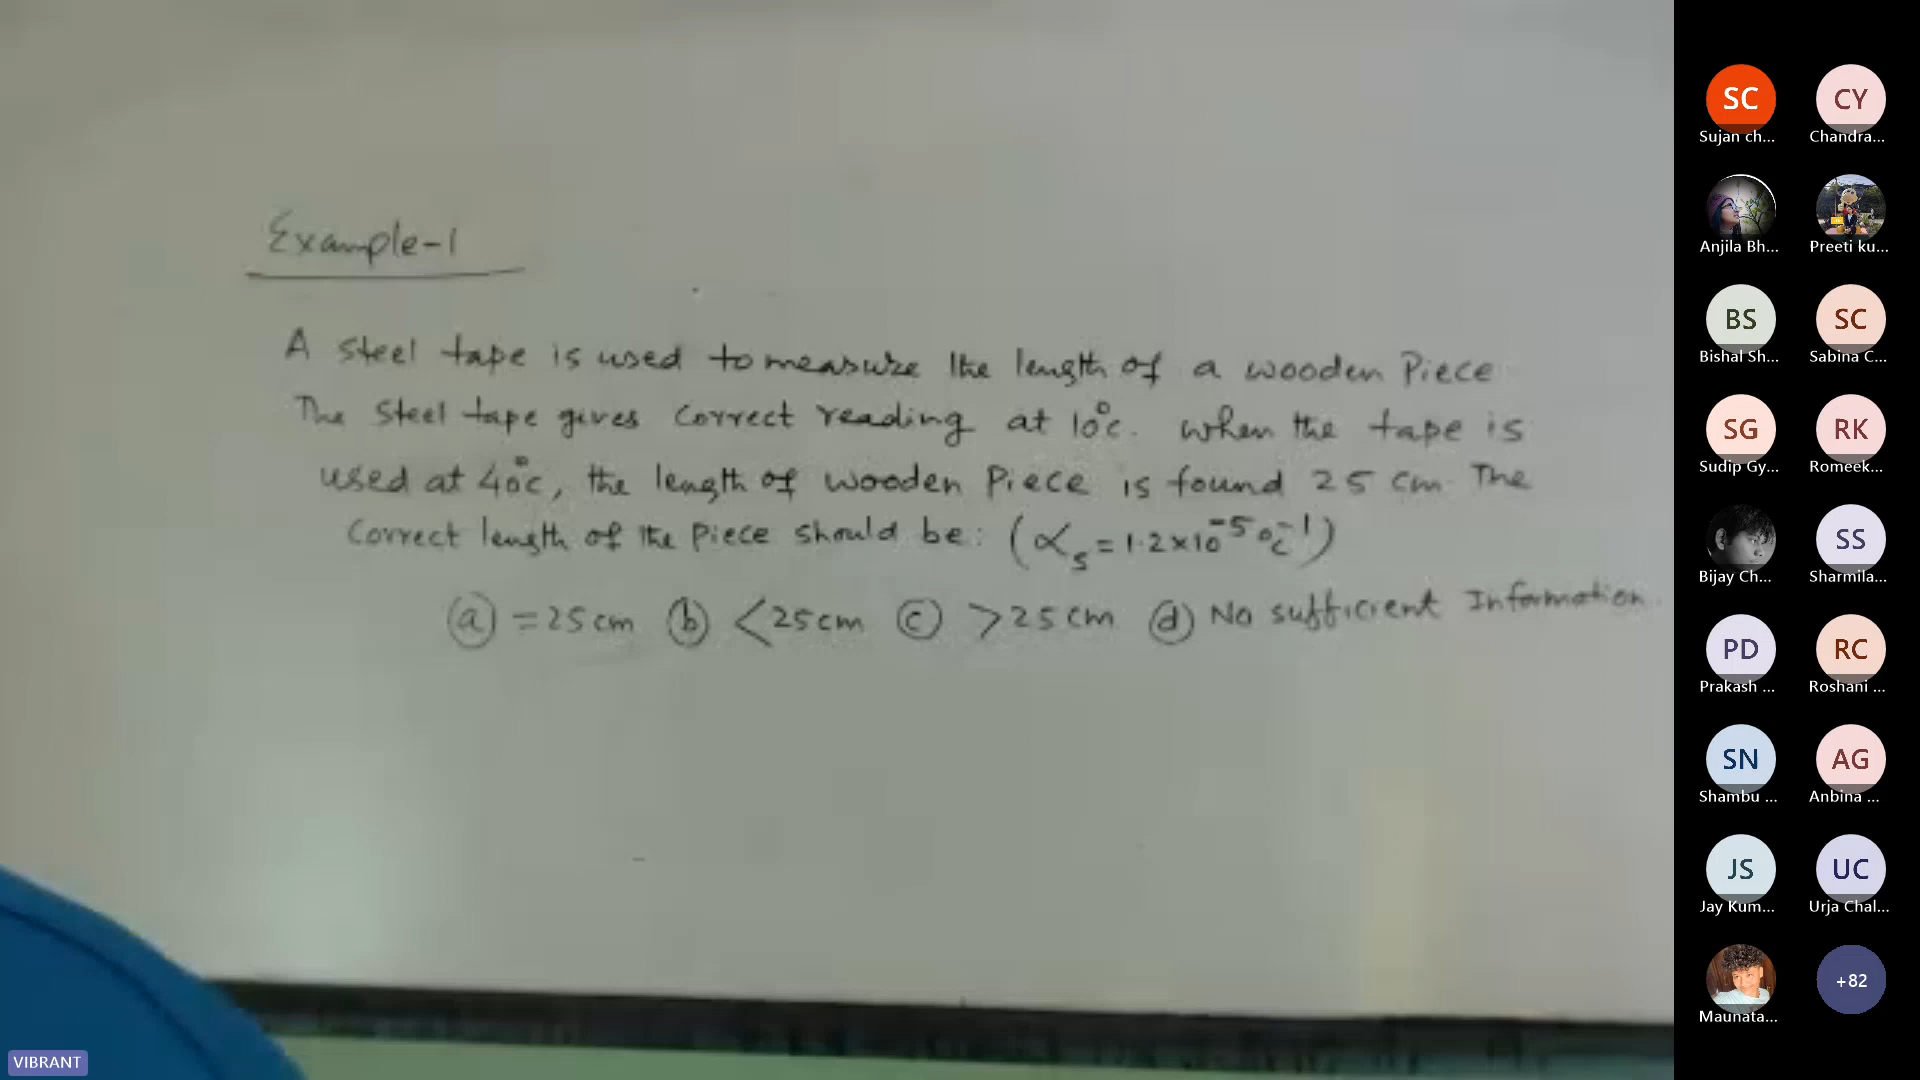 Example-1
A steel tape is used to measure the length of a wooden Piece
The Steel tape gives correct reading at 10°c. when the tape is
used at 40°c, the length of wooden Piece is found 25 cm. The
Correct length of the piece should be: (∝s = 1.2×10⁻⁵ °c⁻¹)
(a) = 25 cm (b) < 25 cm (c) > 25 cm (d) No sufficient Information.
VIBRANT
SC
Sujan ch...
CY
Chandra...
Anjila Bh...
Preeti ku...
BS
Bishal Sh...
SC
Sabina C...
SG
Sudip Gy...
RK
Romeek...
Bijay Ch...
SS
Sharmila...
PD
Prakash ...
RC
Roshani ...
SN
Shambu ...
AG
Anbina ...
JS
Jay Kum...
UC
Urja Chal...
Maunata...
+82